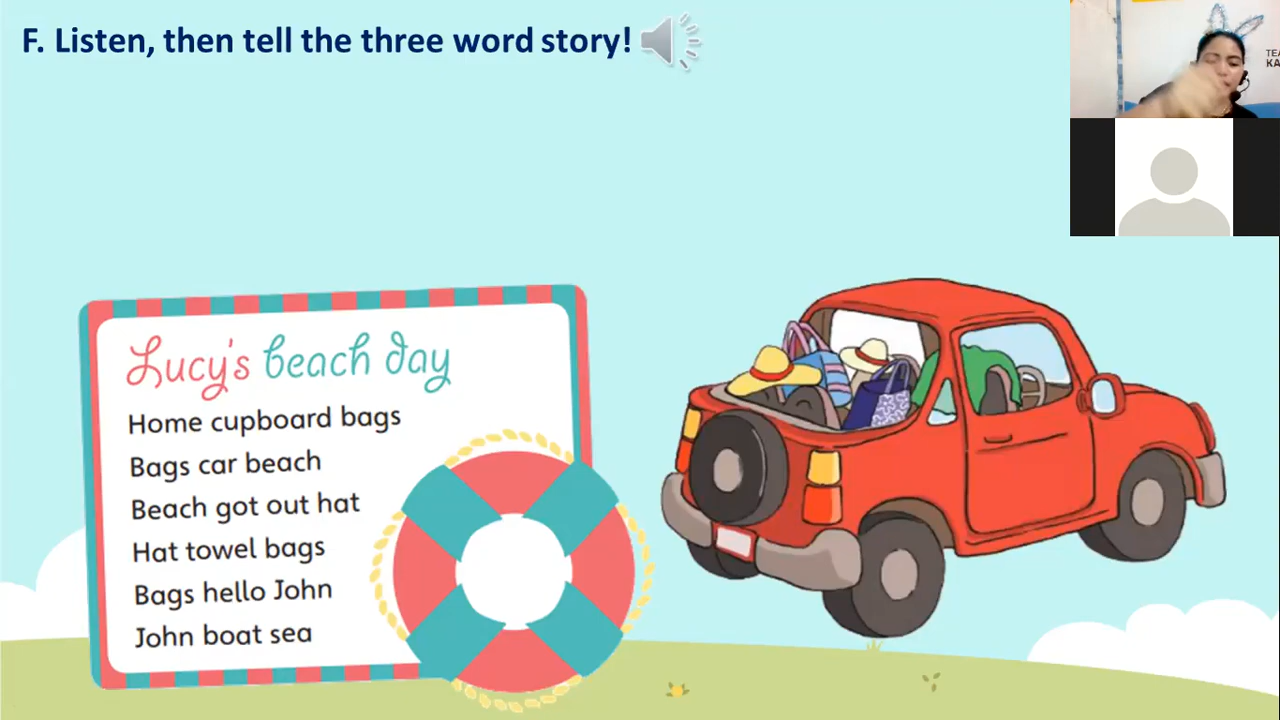 F. Listen, then tell the three word story!
Lucy's beach day
Home cupboard bags
Bags car beach
Beach got out hat
Hat towel bags
Bags hello John
John boat sea